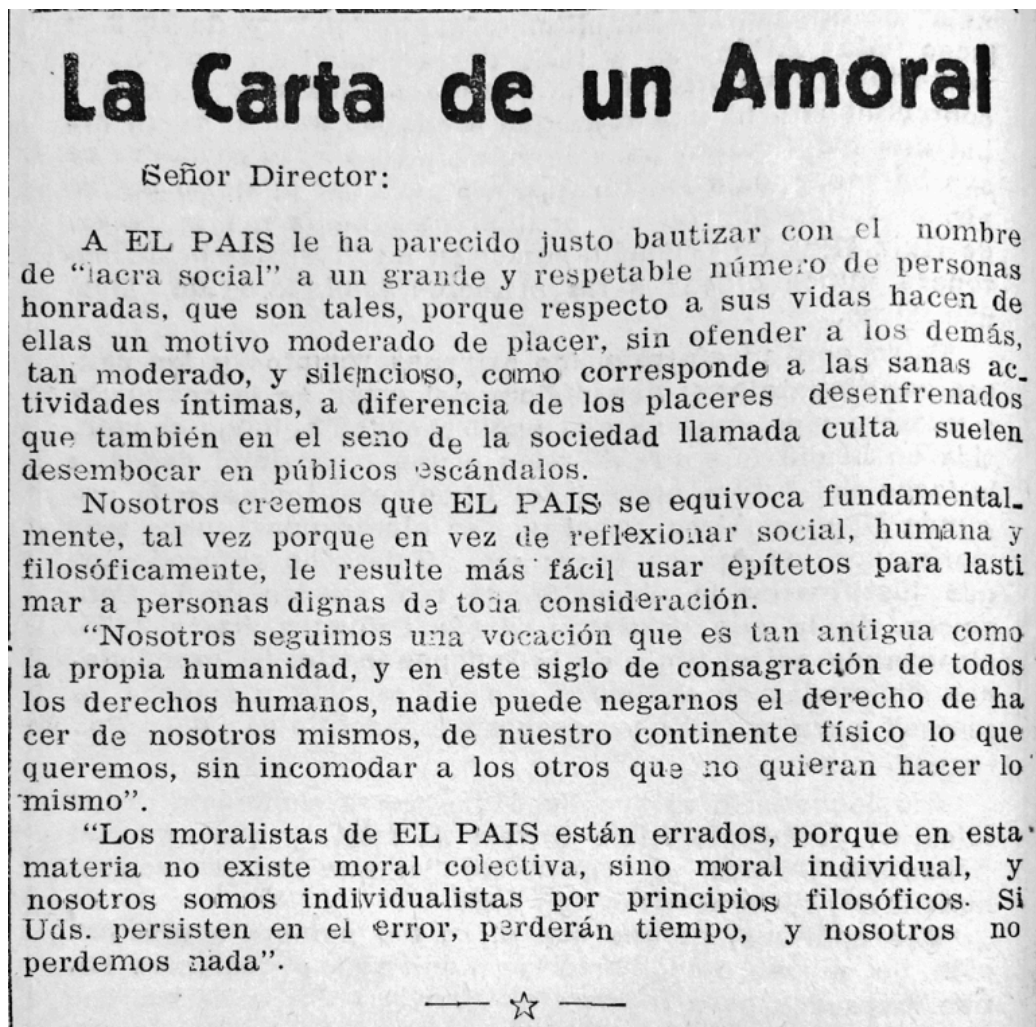 La Carta de un Amoral
Señor Director:
A EL PAIS le ha parecido justo bautizar con el nombre
de "lacra social" a un grande y respetable número de personas
honradas, que son tales, porque respecto a sus vidas hacen de
ellas un motivo moderado de placer, sin ofender a los demás,
tan moderado, y silencioso, como corresponde a las sanas ac-
tividades íntimas, a diferencia de los placeres desenfrenados
que también en el seno de la sociedad llamada culta suelen
desembocar en públicos escándalos.
Nosotros creemos que EL PAIS se equivoca fundamental-
mente, tal vez porque en vez de reflexionar social, humana y
filosóficamente, le resulte más fácil usar epítetos para lasti
mar a personas dignas de toda consideración.
"Nosotros seguimos una vocación que es tan antigua como
la propia humanidad, y en este siglo de consagración de todos
los derechos humanos, nadie puede negarnos el derecho de ha
cer de nosotros mismos, de nuestro continente físico lo que
queremos, sin incomodar a los otros que no quieran hacer lo
mismo".
"Los moralistas de EL PAIS están errados, porque en esta
materia no existe moral colectiva, sino moral individual, y
nosotros somos individualistas por principios filosóficos. Si
Uds. persisten en el error, perderán tiempo, y nosotros no
perdemos nada".